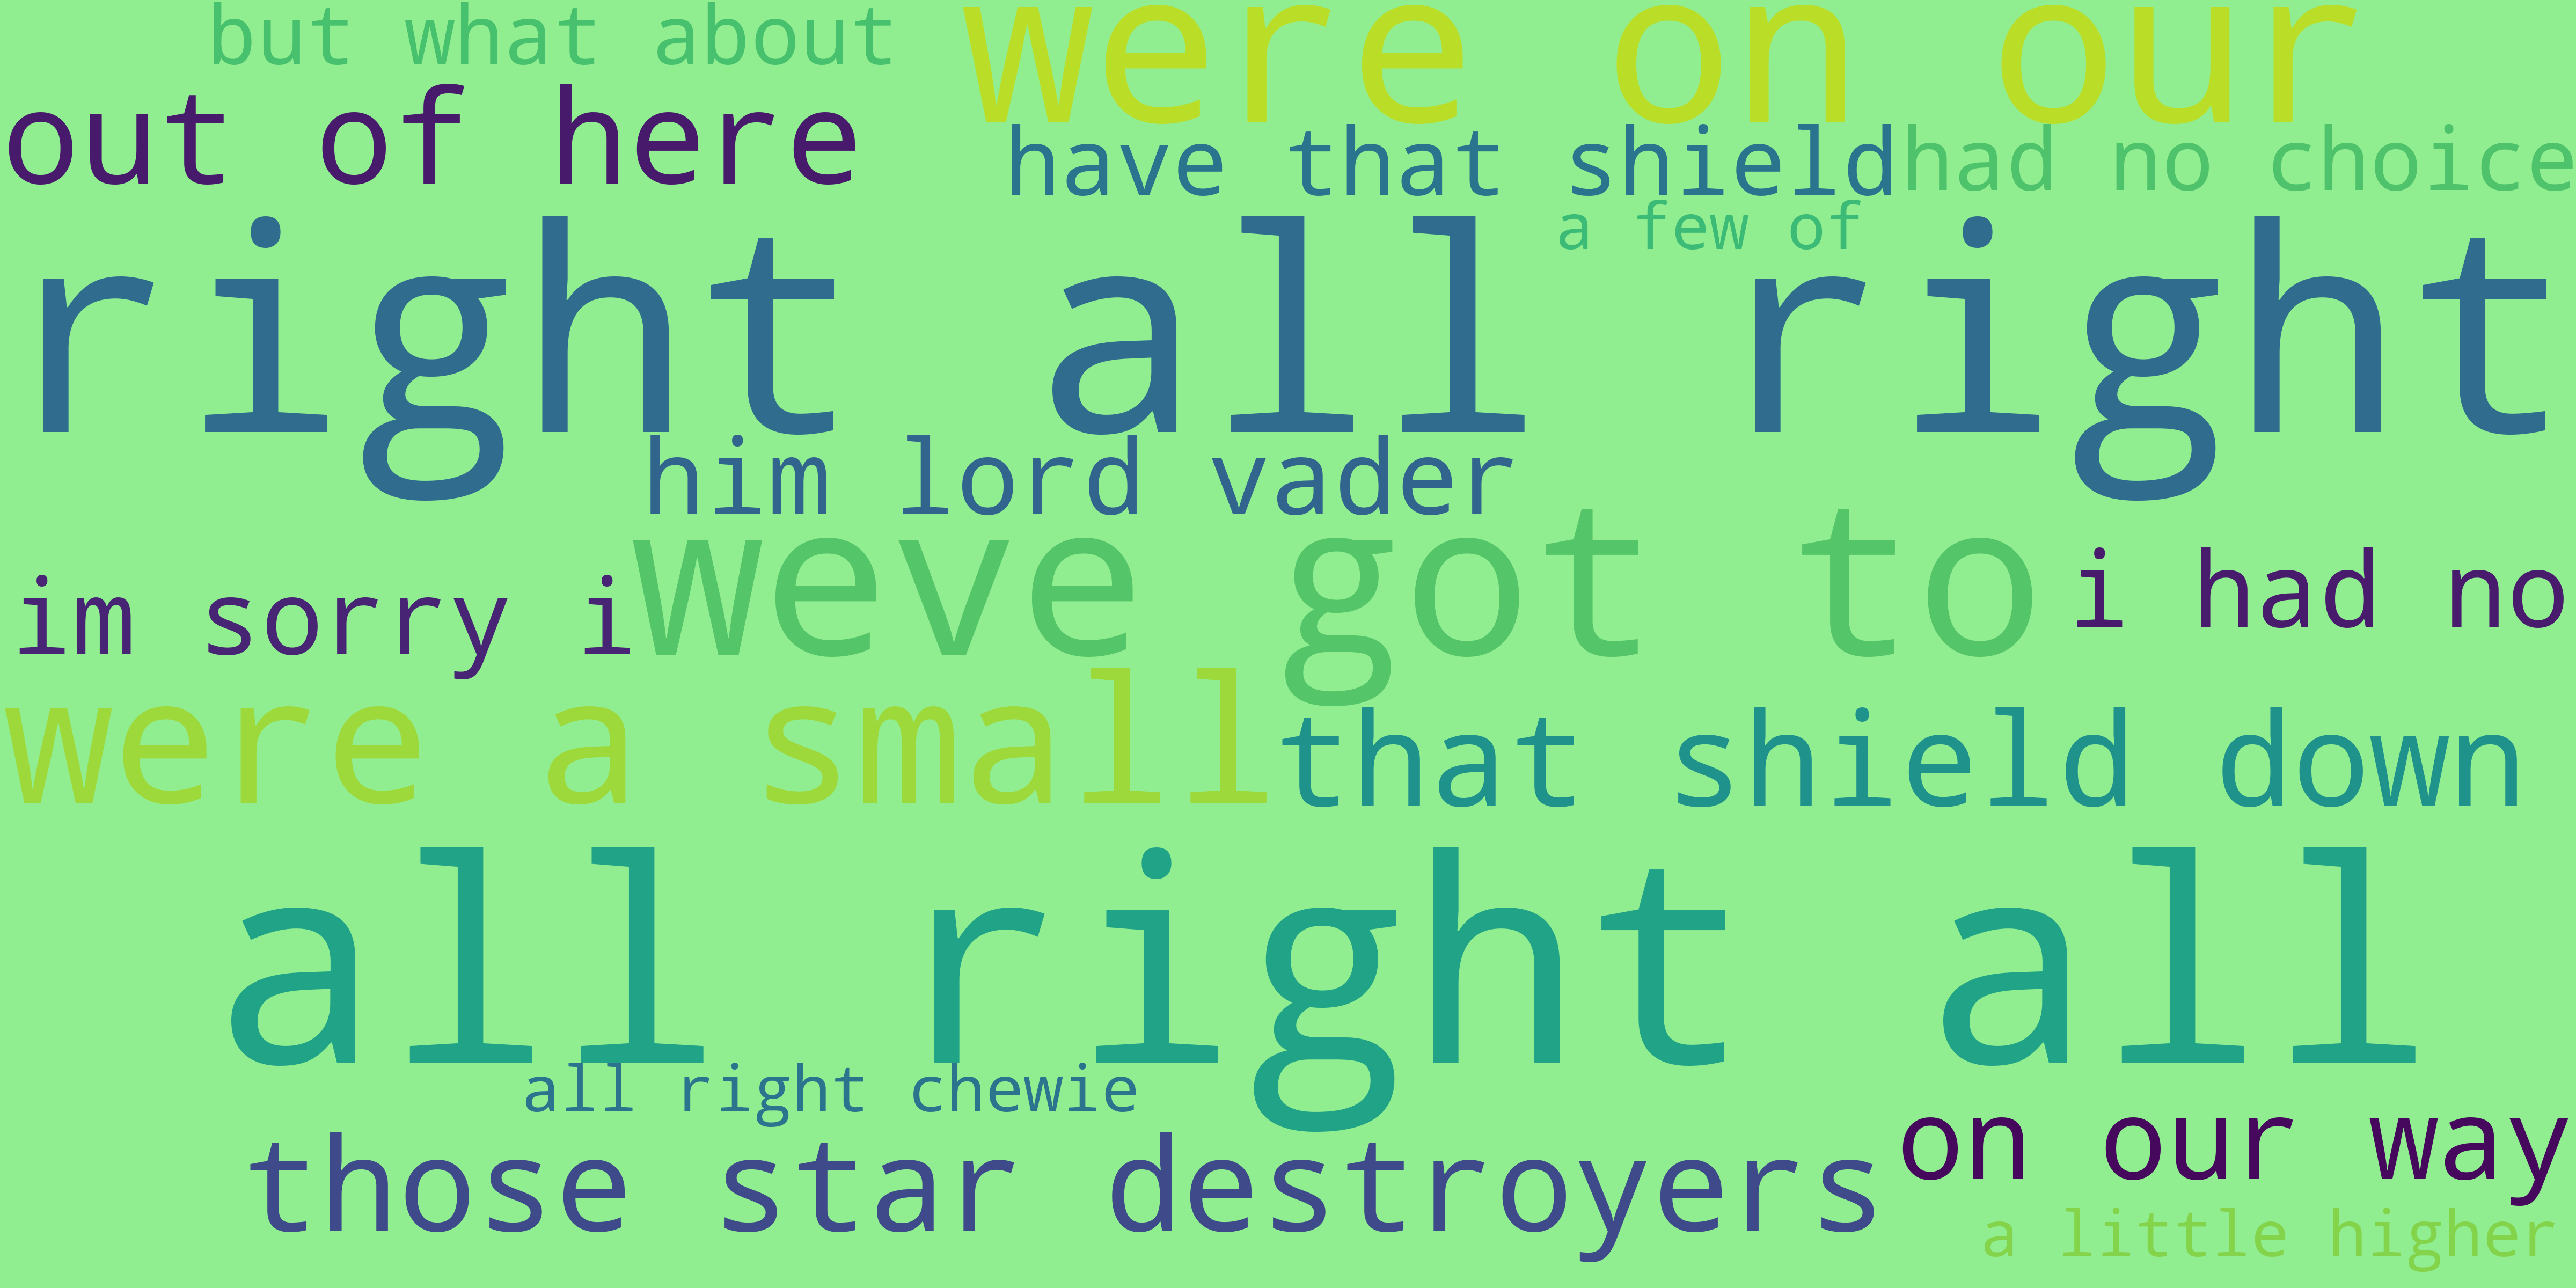 but what about
were on our
out of here
have that shield
had no choice
a few of
right all right
him lord vader
weve got to
im sorry i
i had no
were a small
that shield down
all right all
all right chewie
those star destroyers
on our way
a little higher